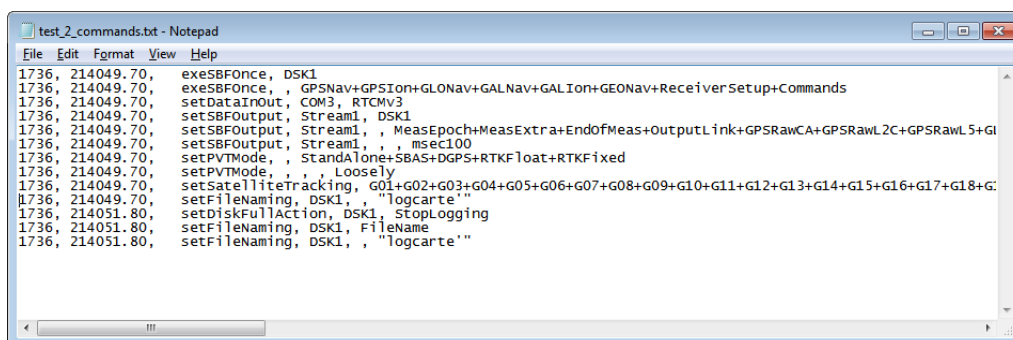 test_2_commands.txt - Notepad
File Edit Format View Help
1736, 214049.70, exeSBFOnce, DSK1
1736, 214049.70, exeSBFOnce, , GPSNav+GPSIon+GLONav+GALNav+GALIon+GEONav+ReceiverSetup+Commands
1736, 214049.70, setDataInOut, COM3, RTCMv3
1736, 214049.70, setSBFOutput, Stream1, DSK1
1736, 214049.70, setSBFOutput, Stream1, , MeasEpoch+MeasExtra+EndOfMeas+OutputLink+GPSRawCA+GPSRawL2C+GPSRawL5+GL
1736, 214049.70, setSBFOutput, Stream1, , , msec100
1736, 214049.70, setPVTMode, , StandAlone+SBAS+DGPS+RTKFloat+RTKFixed
1736, 214049.70, setPVTMode, , , , Loosely
1736, 214049.70, setSatelliteTracking, G01+G02+G03+G04+G05+G06+G07+G08+G09+G10+G11+G12+G13+G14+G15+G16+G17+G18+G
1736, 214049.70, setFileNaming, DSK1, , "logcarte'"
1736, 214051.80, setDiskFullAction, DSK1, StopLogging
1736, 214051.80, setFileNaming, DSK1, FileName
1736, 214051.80, setFileNaming, DSK1, , "logcarte'"